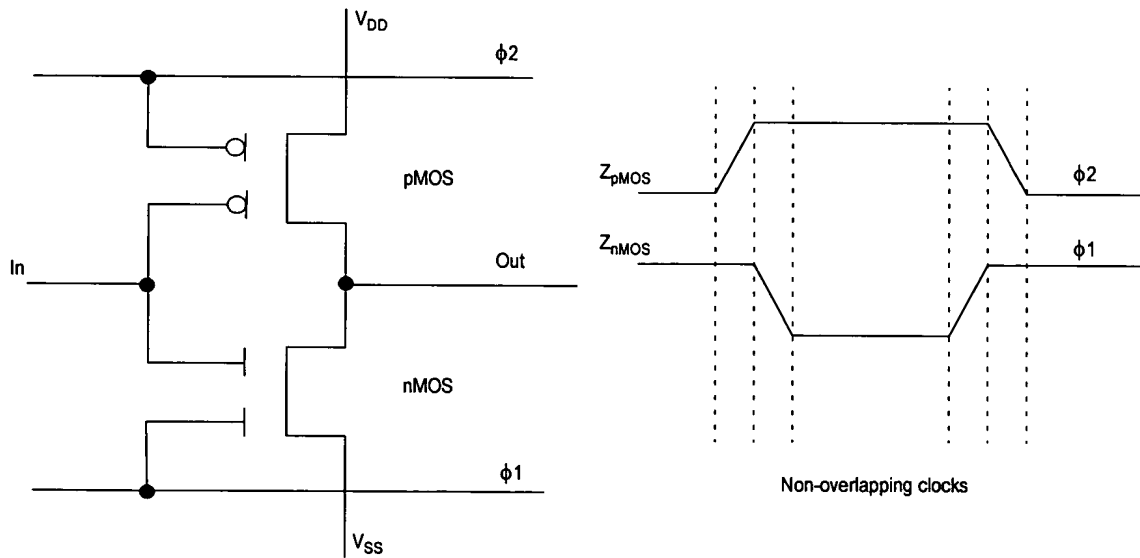 V_DD
ϕ2
pMOS
In
Out
nMOS
ϕ1
V_SS
Z_pMOS
ϕ2
Z_nMOS
ϕ1
Non-overlapping clocks